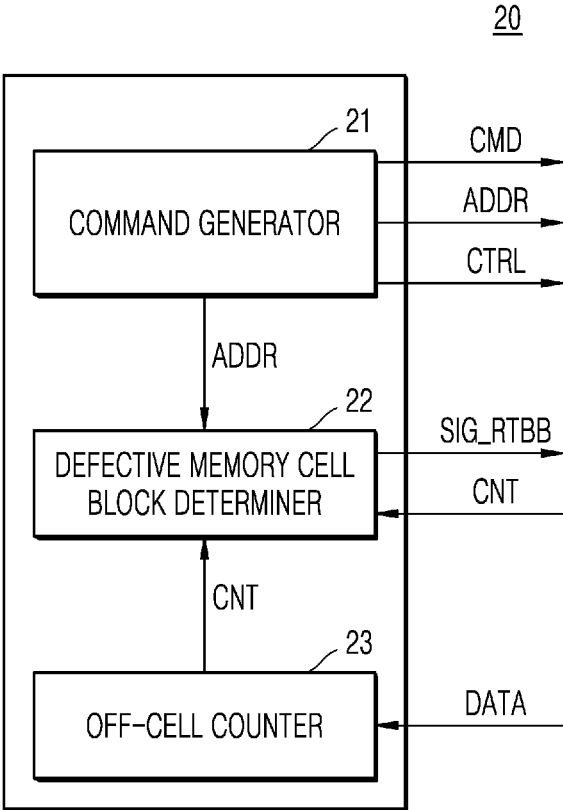 20
21
CMD
COMMAND GENERATOR
ADDR
CTRL
ADDR
22
SIG_RTBB
DEFECTIVE MEMORY CELL
BLOCK DETERMINER
CNT
CNT
23
OFF-CELL COUNTER
DATA